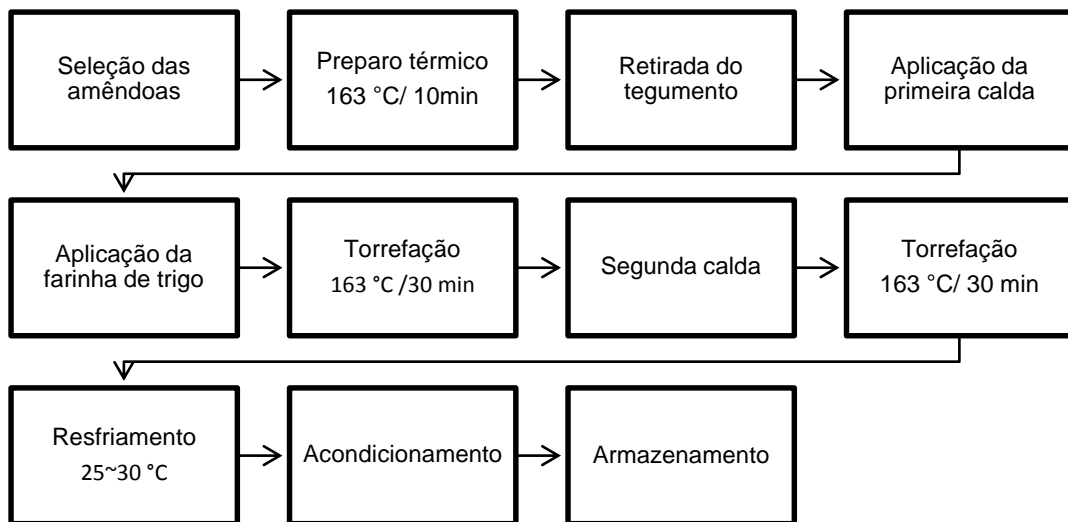 Seleção das
amêndoas
Preparo térmico
163 °C/ 10min
Retirada do
tegumento
Aplicação da
primeira calda
Aplicação da
farinha de trigo
Torrefação
163 °C /30 min
Segunda calda
Torrefação
163 °C/ 30 min
Resfriamento
25~30 °C
Acondicionamento
Armazenamento